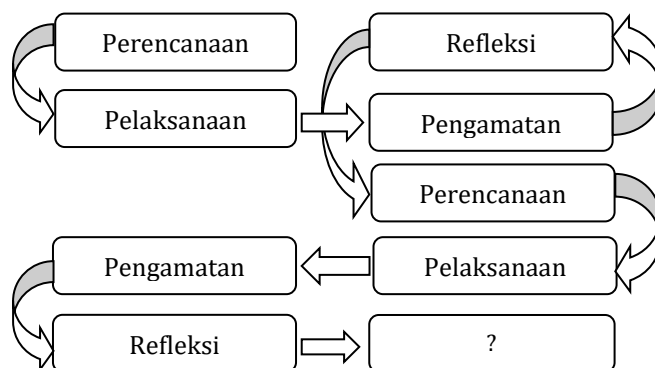 Perencanaan
Refleksi
Pelaksanaan
Pengamatan
Perencanaan
Pengamatan
Pelaksanaan
Refleksi
?